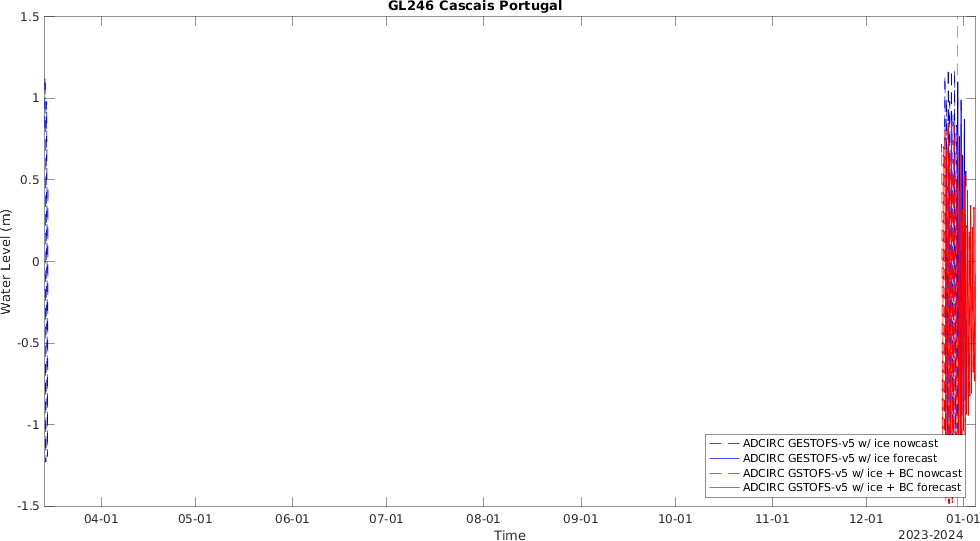 GL246 Cascais Portugal
1.5
1
0.5
0
-0.5
-1
-1.5
Water Level (m)
04-01 05-01 06-01 07-01 08-01 09-01 10-01 11-01 12-01 01-01
Time
2023-2024
ADCIRC GESTOFS-v5 w/ ice nowcast
ADCIRC GESTOFS-v5 w/ ice forecast
ADCIRC GSTOFS-v5 w/ ice + BC nowcast
ADCIRC GSTOFS-v5 w/ ice + BC forecast